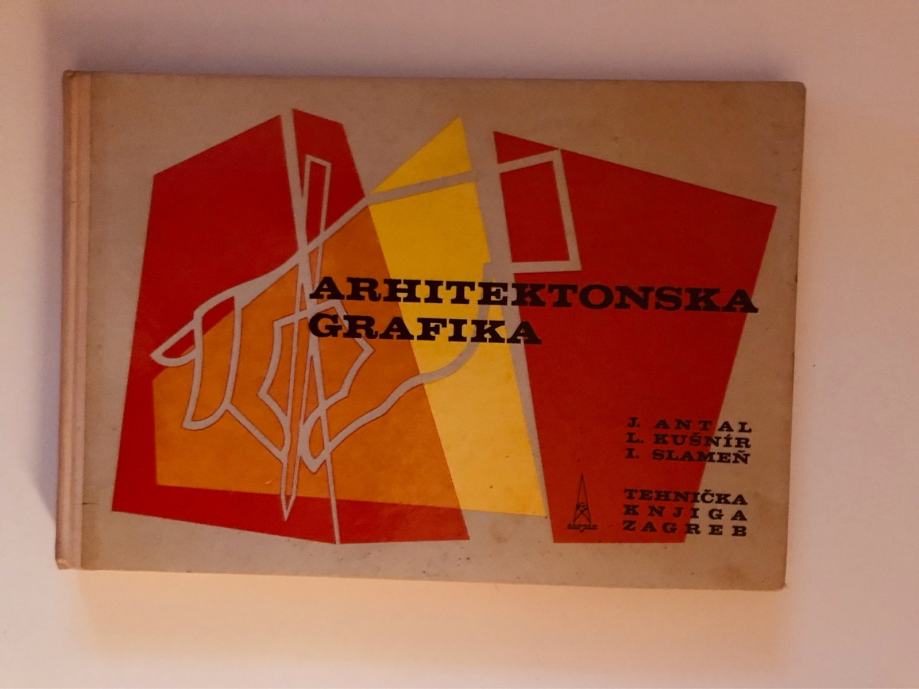 ARHITEKTONSKA
GRAFIKA
J. ANTAL
L. KUŠNÍR
I. SLAMEŇ
TEHNIČKA
KNJIGA
ZAGREB